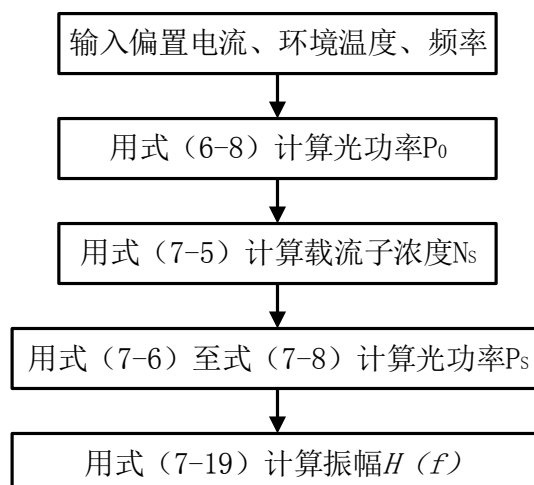 输入偏置电流、环境温度、频率
用式（6-8）计算光功率P₀
用式（7-5）计算载流子浓度Nₛ
用式（7-6）至式（7-8）计算光功率Pₛ
用式（7-19）计算振幅H（f）